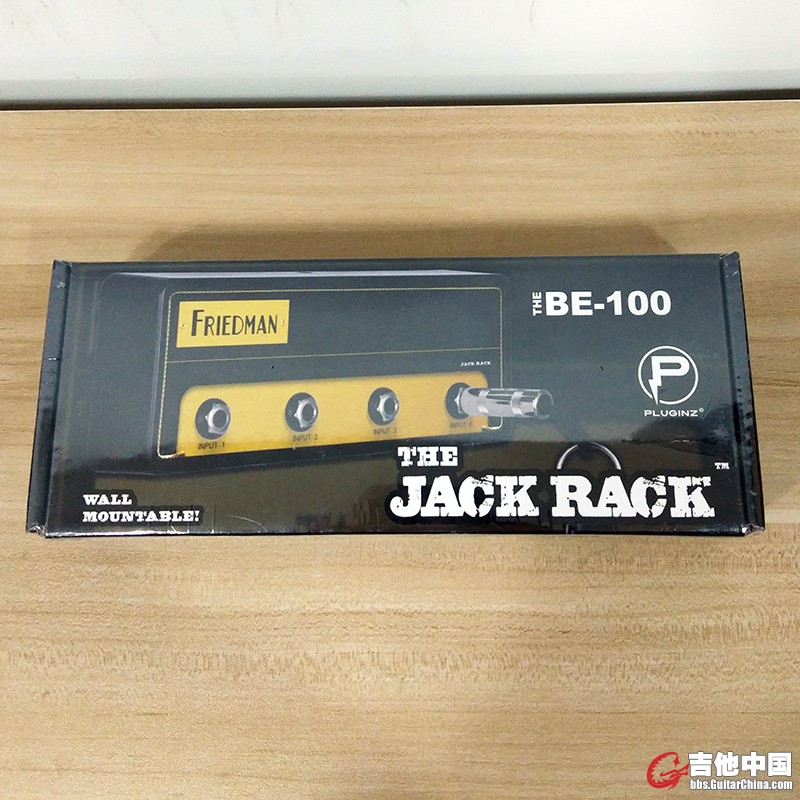 FRIEDMAN
THE BE-100
JACK RACK
INPUT 1
INPUT 2
INPUT 3
INPUT 4
P
PLUGINZ®
WALL
MOUNTABLE!
THE
JACK RACK™
吉他中国
bbs.GuitarChina.com